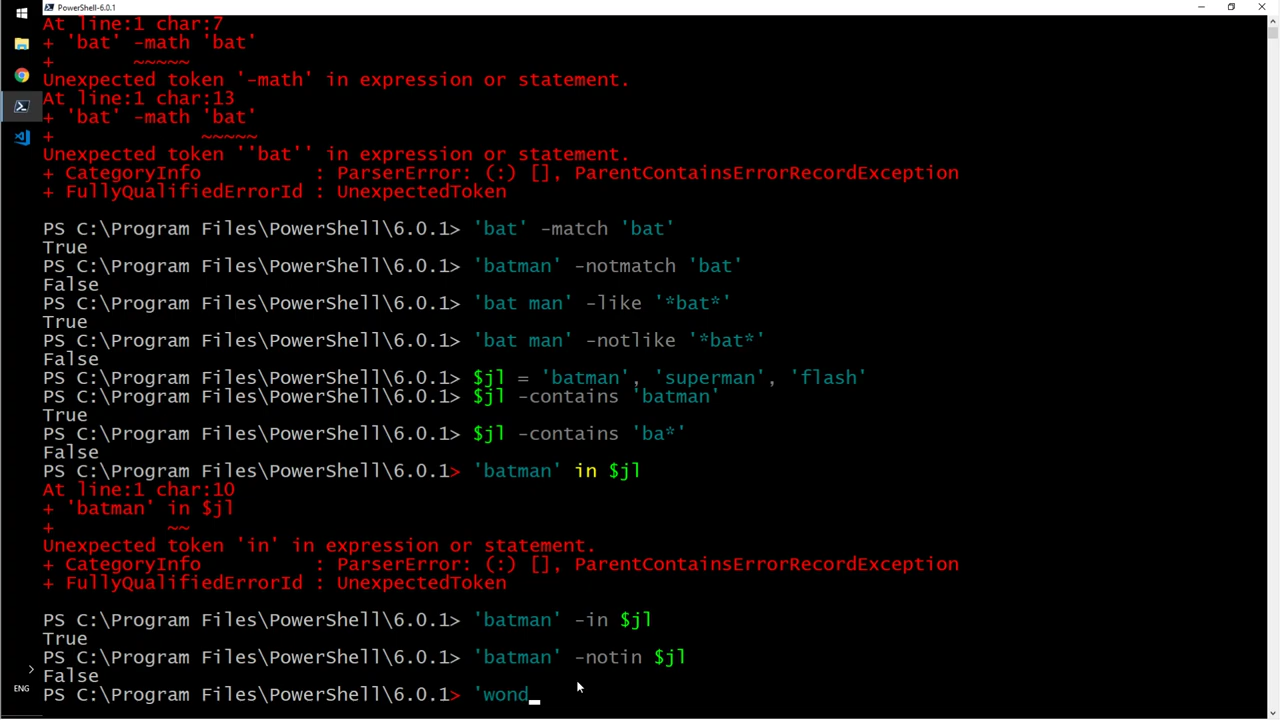 PowerShell-6.0.1
At line:1 char:7
+ 'bat' -math 'bat'
+       ~~~~~
Unexpected token '-math' in expression or statement.
At line:1 char:13
+ 'bat' -math 'bat'
+             ~~~~~
Unexpected token ''bat'' in expression or statement.
+ CategoryInfo          : ParserError: (:) [], ParentContainsErrorRecordException
+ FullyQualifiedErrorId : UnexpectedToken
PS C:\Program Files\PowerShell\6.0.1> 'bat' -match 'bat'
True
PS C:\Program Files\PowerShell\6.0.1> 'batman' -notmatch 'bat'
False
PS C:\Program Files\PowerShell\6.0.1> 'bat man' -like '*bat*'
True
PS C:\Program Files\PowerShell\6.0.1> 'bat man' -notlike '*bat*'
False
PS C:\Program Files\PowerShell\6.0.1> $jl = 'batman', 'superman', 'flash'
PS C:\Program Files\PowerShell\6.0.1> $jl -contains 'batman'
True
PS C:\Program Files\PowerShell\6.0.1> $jl -contains 'ba*'
False
PS C:\Program Files\PowerShell\6.0.1> 'batman' in $jl
At line:1 char:10
+ 'batman' in $jl
+          ~~
Unexpected token 'in' in expression or statement.
+ CategoryInfo          : ParserError: (:) [], ParentContainsErrorRecordException
+ FullyQualifiedErrorId : UnexpectedToken
PS C:\Program Files\PowerShell\6.0.1> 'batman' -in $jl
True
PS C:\Program Files\PowerShell\6.0.1> 'batman' -notin $jl
False
ENG
PS C:\Program Files\PowerShell\6.0.1> 'wond_